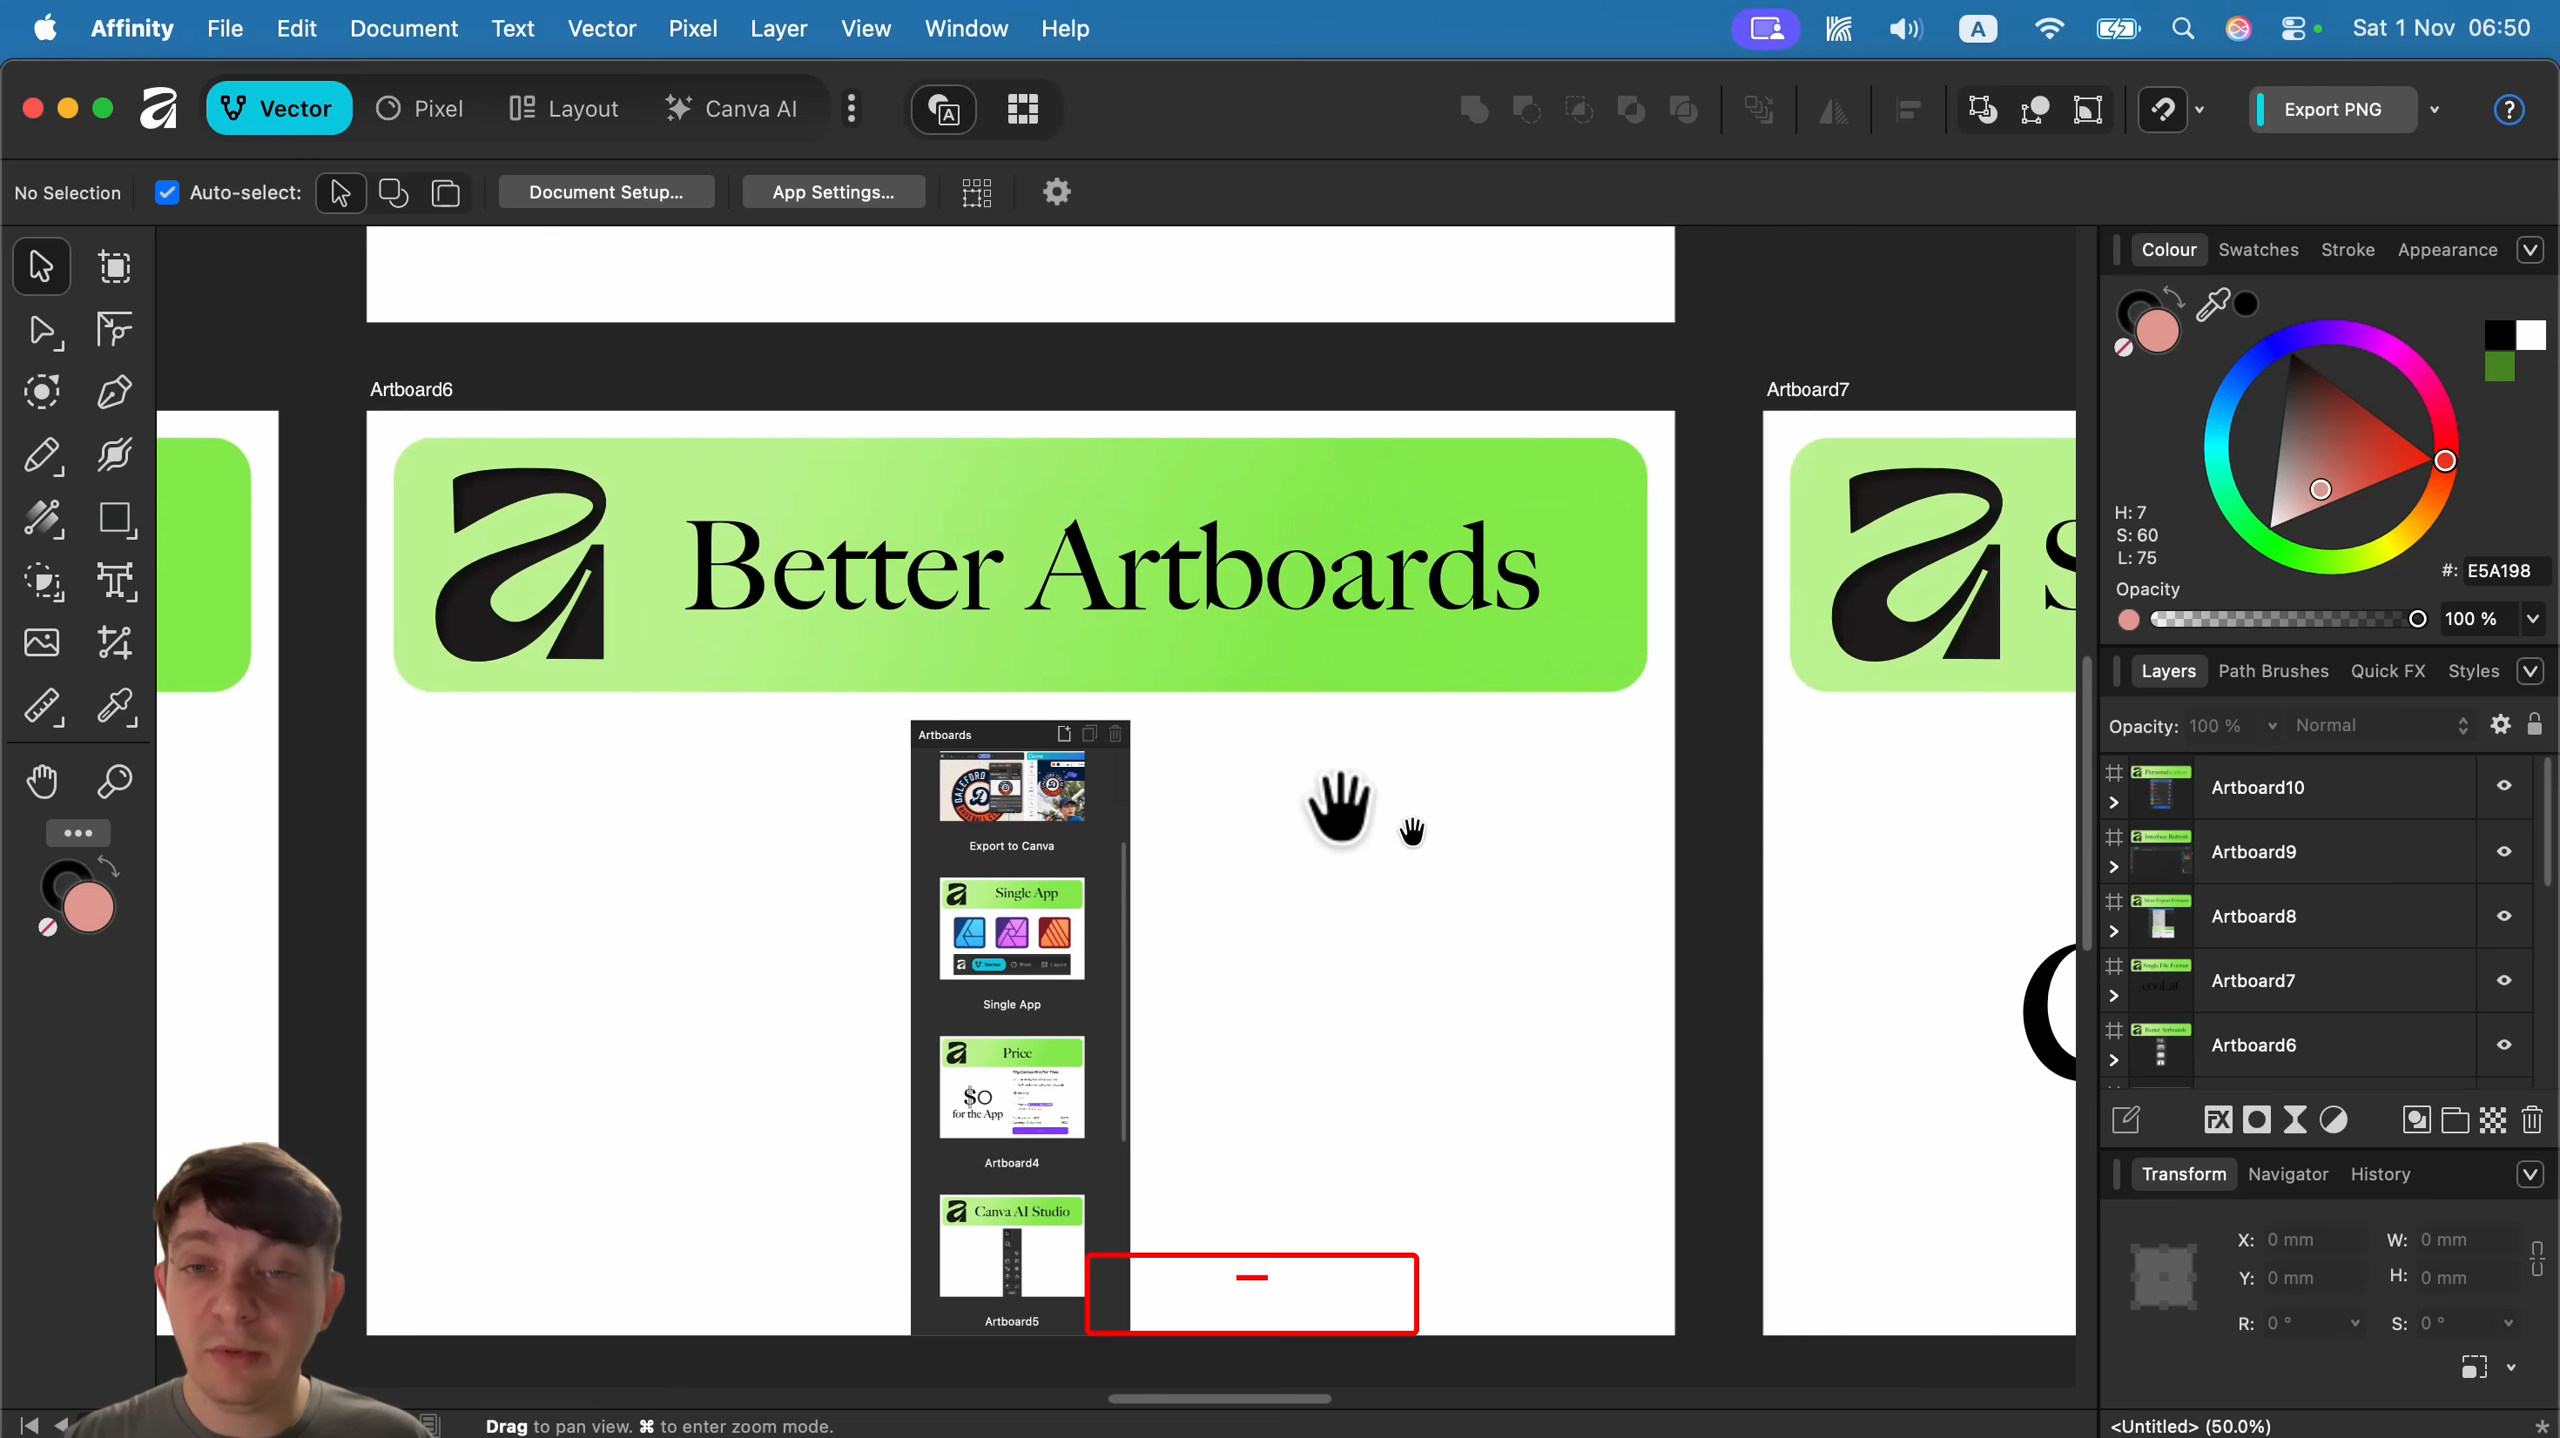 Affinity File Edit Document Text Vector Pixel Layer View Window Help A Sat 1 Nov 06:50
Vector Pixel Layout Canva AI Export PNG ?
No Selection Auto-select: Document Setup... App Settings...
Colour Swatches Stroke Appearance
H: 7
S: 60
L: 75
#: E5A198
Opacity
100 %
Artboard6
Artboard7
Better Artboards
Layers Path Brushes Quick FX Styles
Opacity: 100 % Normal
Artboard10
Artboard9
Artboard8
Artboard7
Artboard6
FX
Artboards
Export to Canva
Single App
Vector Pixel Layout
Single App
Price
$0
for the App
Artboard4
Canva AI Studio
Artboard5
Transform Navigator History
X: 0 mm W: 0 mm
Y: 0 mm H: 0 mm
R: 0 ° S: 0 °
Drag to pan view. ⌘ to enter zoom mode.
<Untitled> (50.0%)